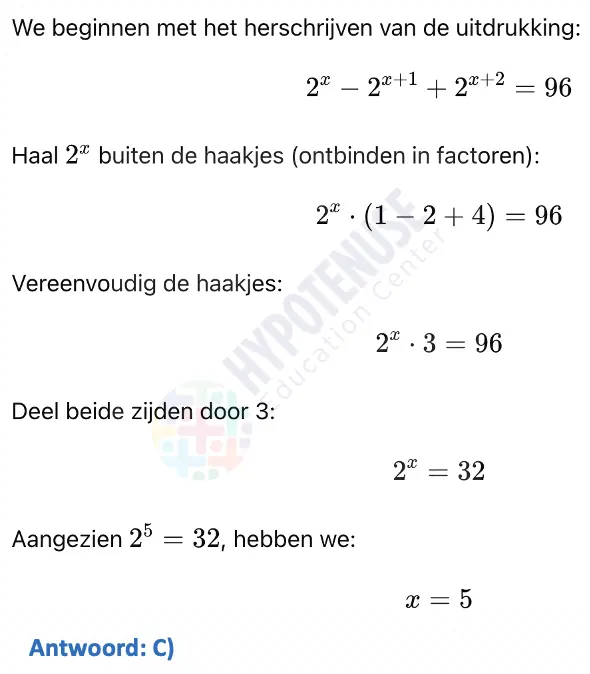 We beginnen met het herschrijven van de uitdrukking:
2^x − 2^{x+1} + 2^{x+2} = 96
Haal 2^x buiten de haakjes (ontbinden in factoren):
2^x · (1 − 2 + 4) = 96
Vereenvoudig de haakjes:
2^x · 3 = 96
Deel beide zijden door 3:
2^x = 32
Aangezien 2^5 = 32, hebben we:
x = 5
Antwoord: C)
HYPOTENUSE
Education Center